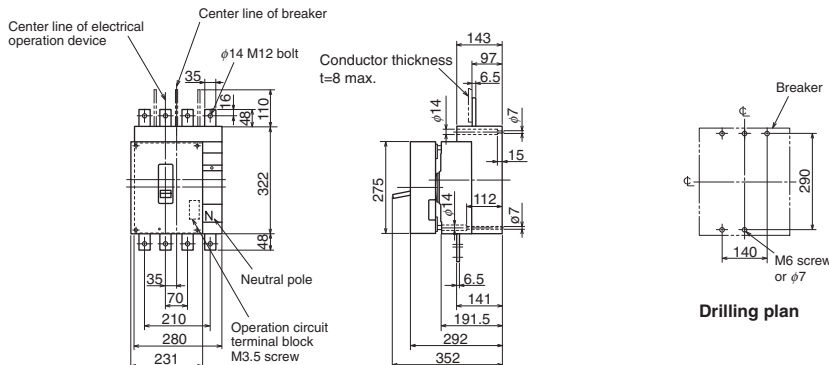 Center line of electrical
operation device
Center line of breaker
φ14 M12 bolt
35
16
48
110
322
48
N
Neutral pole
35
70
210
280
231
Operation circuit
terminal block
M3.5 screw
143
97
6.5
Conductor thickness
t=8 max.
φ14
φ7
15
275
112
φ14
ø7
6.5
141
191.5
292
352
Breaker
℄
℄
290
140
M6 screw
or φ7
Drilling plan